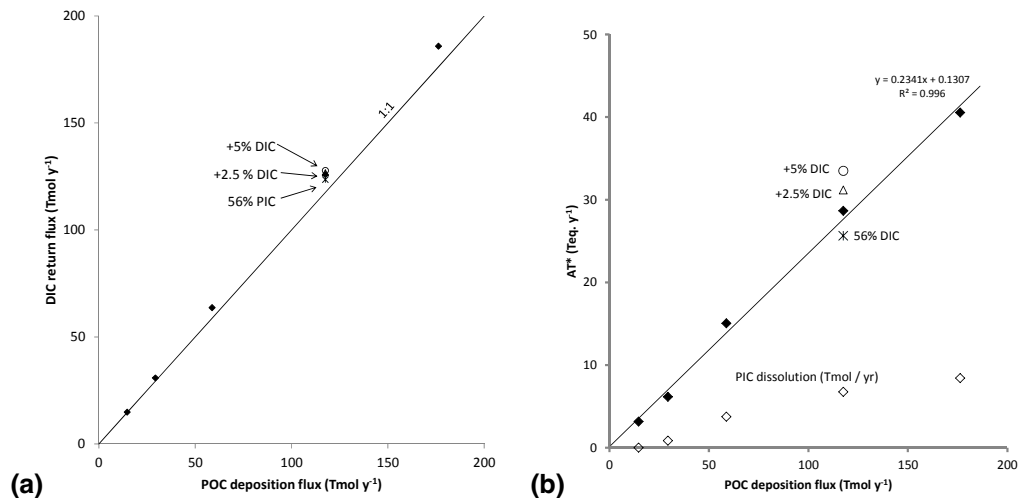 200
150
100
50
0
DIC return flux (Tmol y⁻¹)
1:1
+5% DIC
+2.5 % DIC
56% PIC
0 50 100 150 200
POC deposition flux (Tmol y⁻¹)
(a)
50
40
30
20
10
0
AT* (Teq. y⁻¹)
y = 0.2341x + 0.1307
R² = 0.996
+5% DIC
+2.5% DIC
56% DIC
PIC dissolution (Tmol / yr)
0 50 100 150 200
POC deposition flux (Tmol y⁻¹)
(b)